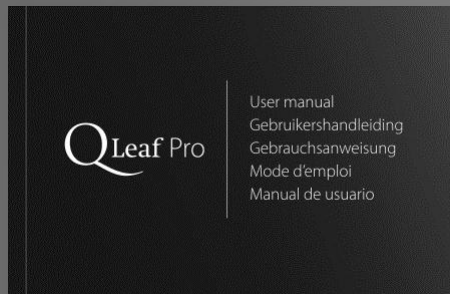 QLeaf Pro
User manual
Gebruikershandleiding
Gebrauchsanweisung
Mode d'emploi
Manual de usuario